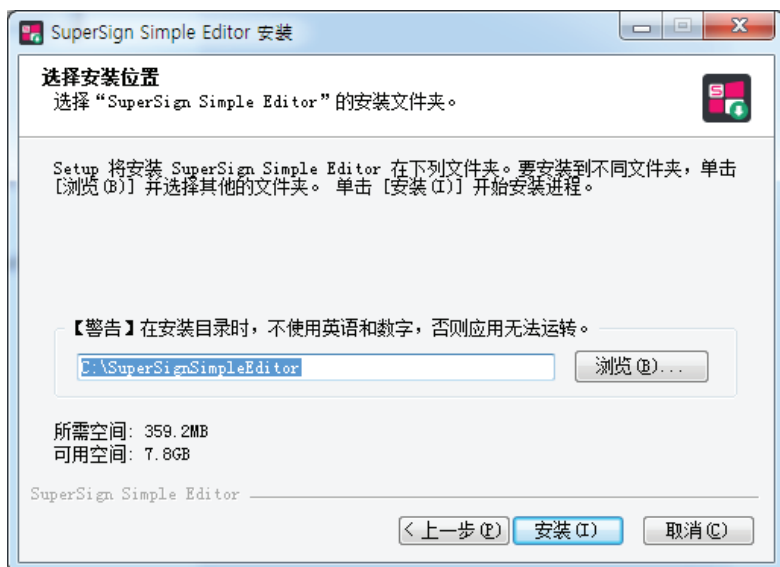 SuperSign Simple Editor 安装
选择安装位置
选择“SuperSign Simple Editor”的安装文件夹。
S
Setup 将安装 SuperSign Simple Editor 在下列文件夹。要安装到不同文件夹，单击
[浏览(B)] 并选择其他的文件夹。 单击 [安装(I)] 开始安装进程。
【警告】在安装目录时，不使用英语和数字，否则应用无法运转。
C:\SuperSignSimpleEditor
浏览(B)...
所需空间: 359.2MB
可用空间: 7.8GB
SuperSign Simple Editor
< 上一步(P)
安装(I)
取消(C)